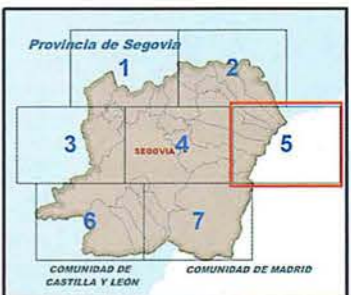 Provincia de Segovia
1
2
3
SEGOVIA
4
5
6
7
COMUNIDAD DE
CASTILLA Y LEÓN
COMUNIDAD DE MADRID